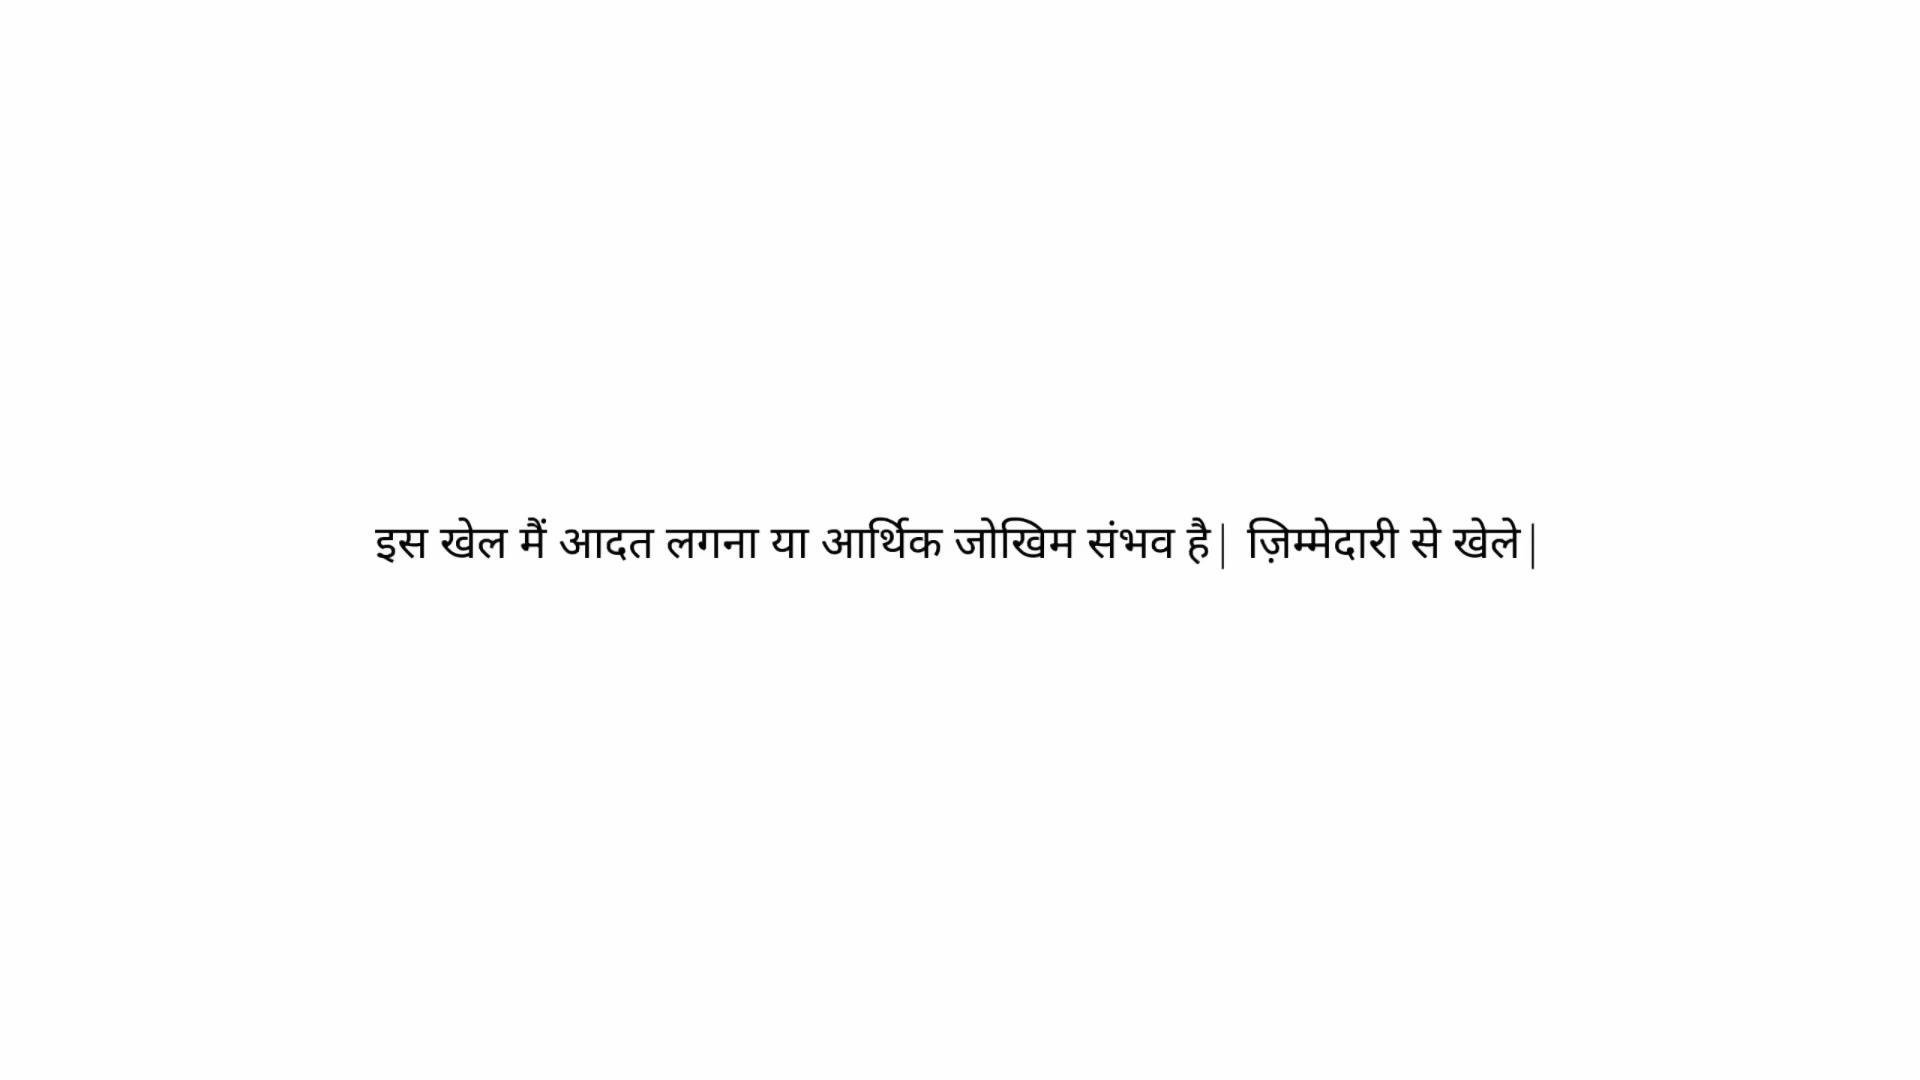 इस खेल मैं आदत लगना या आर्थिक जोखिम संभव है| ज़िम्मेदारी से खेले|